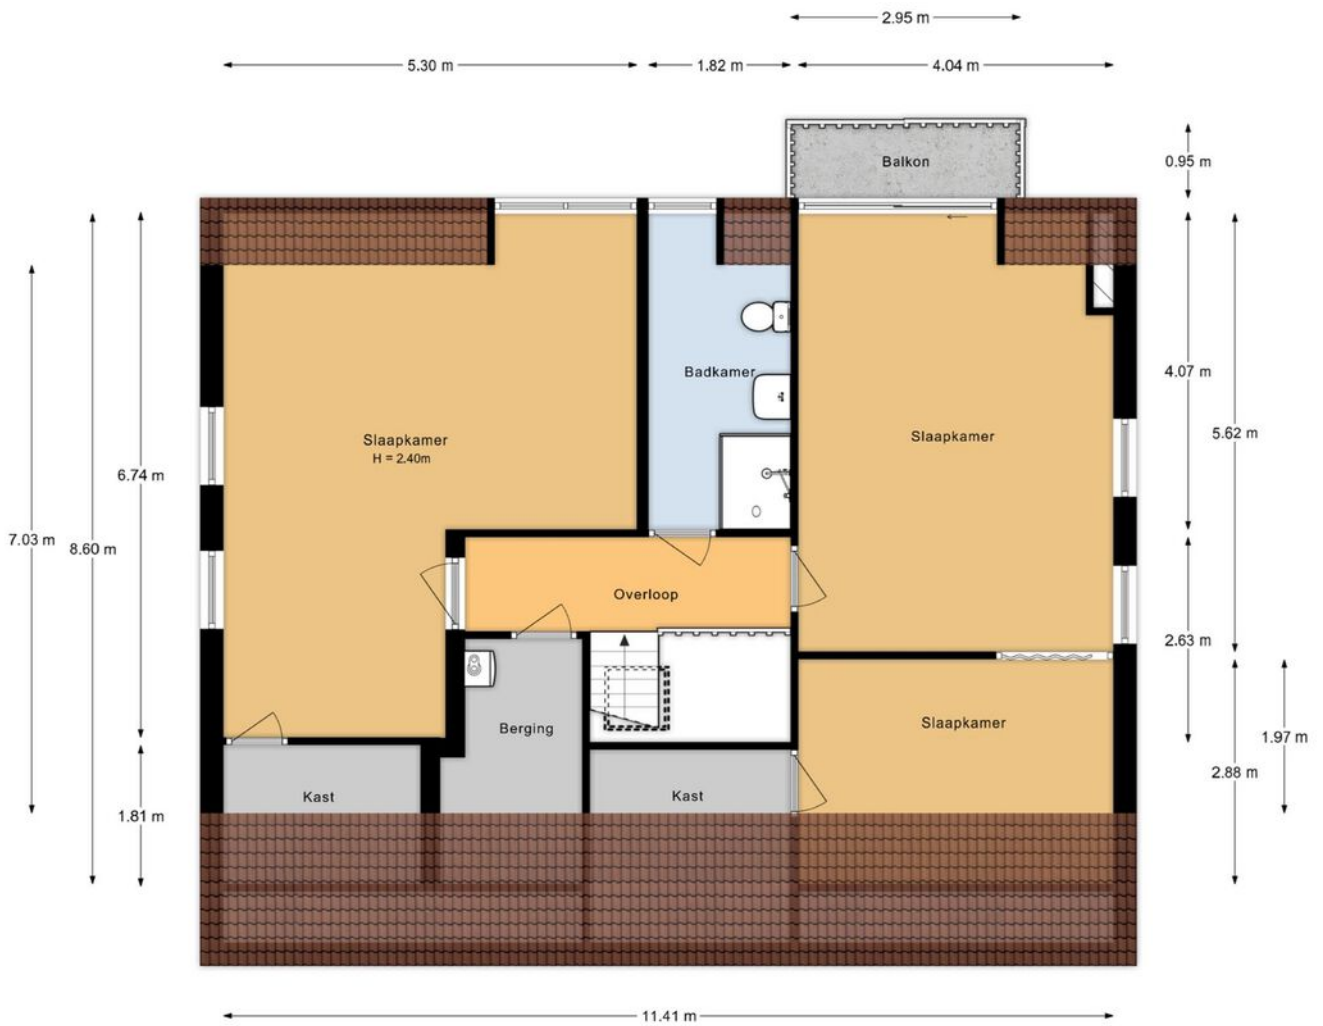 2.95 m
5.30 m
1.82 m
4.04 m
Balkon
0.95 m
Badkamer
4.07 m
Slaapkamer
H = 2.40m
Slaapkamer
5.62 m
6.74 m
7.03 m
8.60 m
Overloop
2.63 m
Slaapkamer
Berging
1.97 m
2.88 m
Kast
Kast
1.81 m
11.41 m